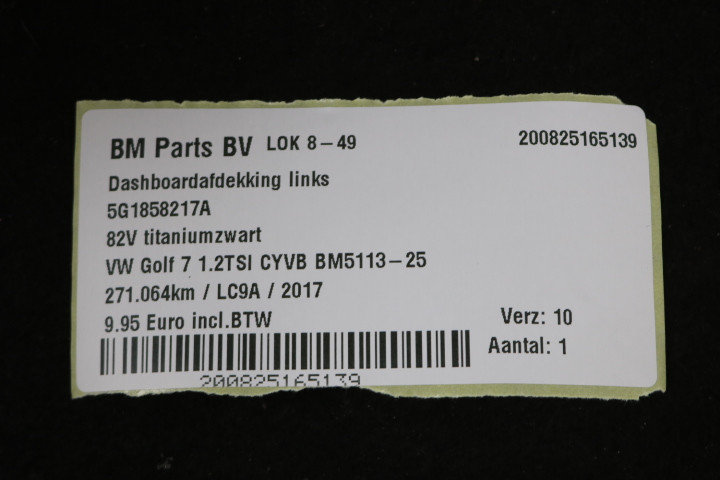 BM Parts BV LOK 8-49 200825165139
Dashboardafdekking links
5G1858217A
82V titaniumzwart
VW Golf 7 1.2TSI CYVB BM5113-25
271.064km / LC9A / 2017
9.95 Euro incl.BTW Verz: 10
Aantal: 1
200825165139